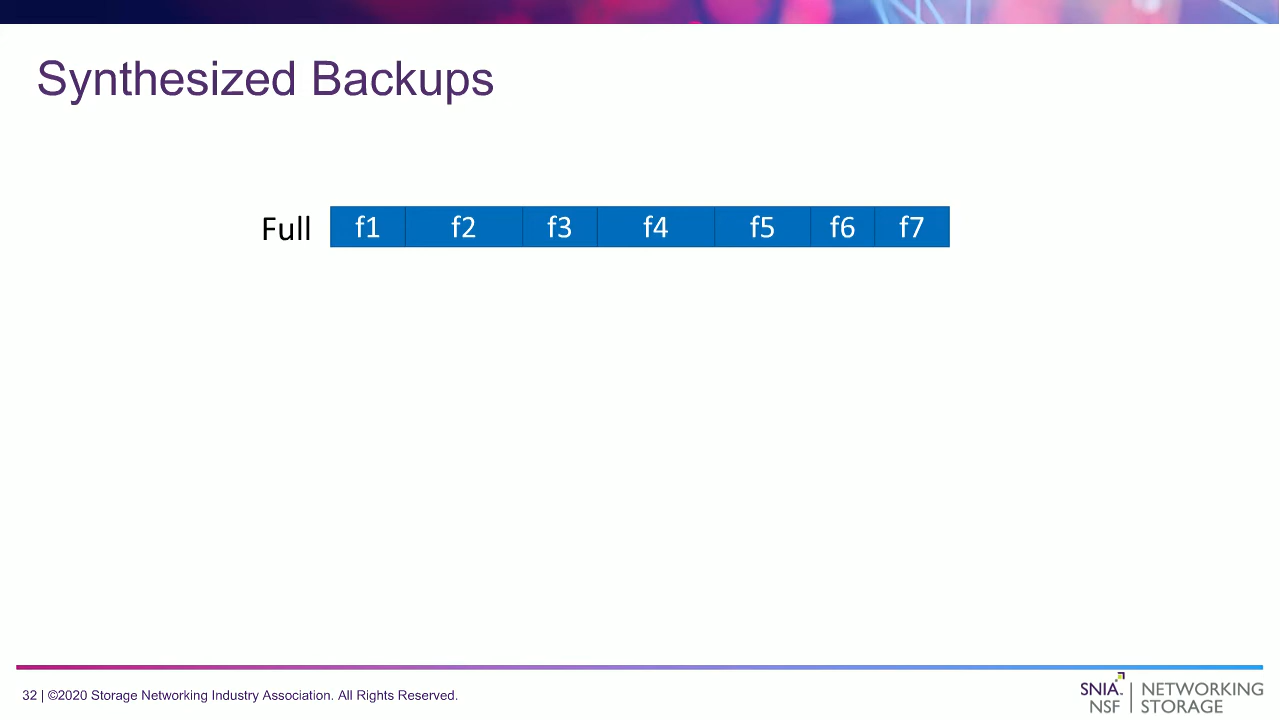 Synthesized Backups
Full f1 f2 f3 f4 f5 f6 f7
32 | ©2020 Storage Networking Industry Association. All Rights Reserved.
SNIA. | NETWORKING
NSF | STORAGE